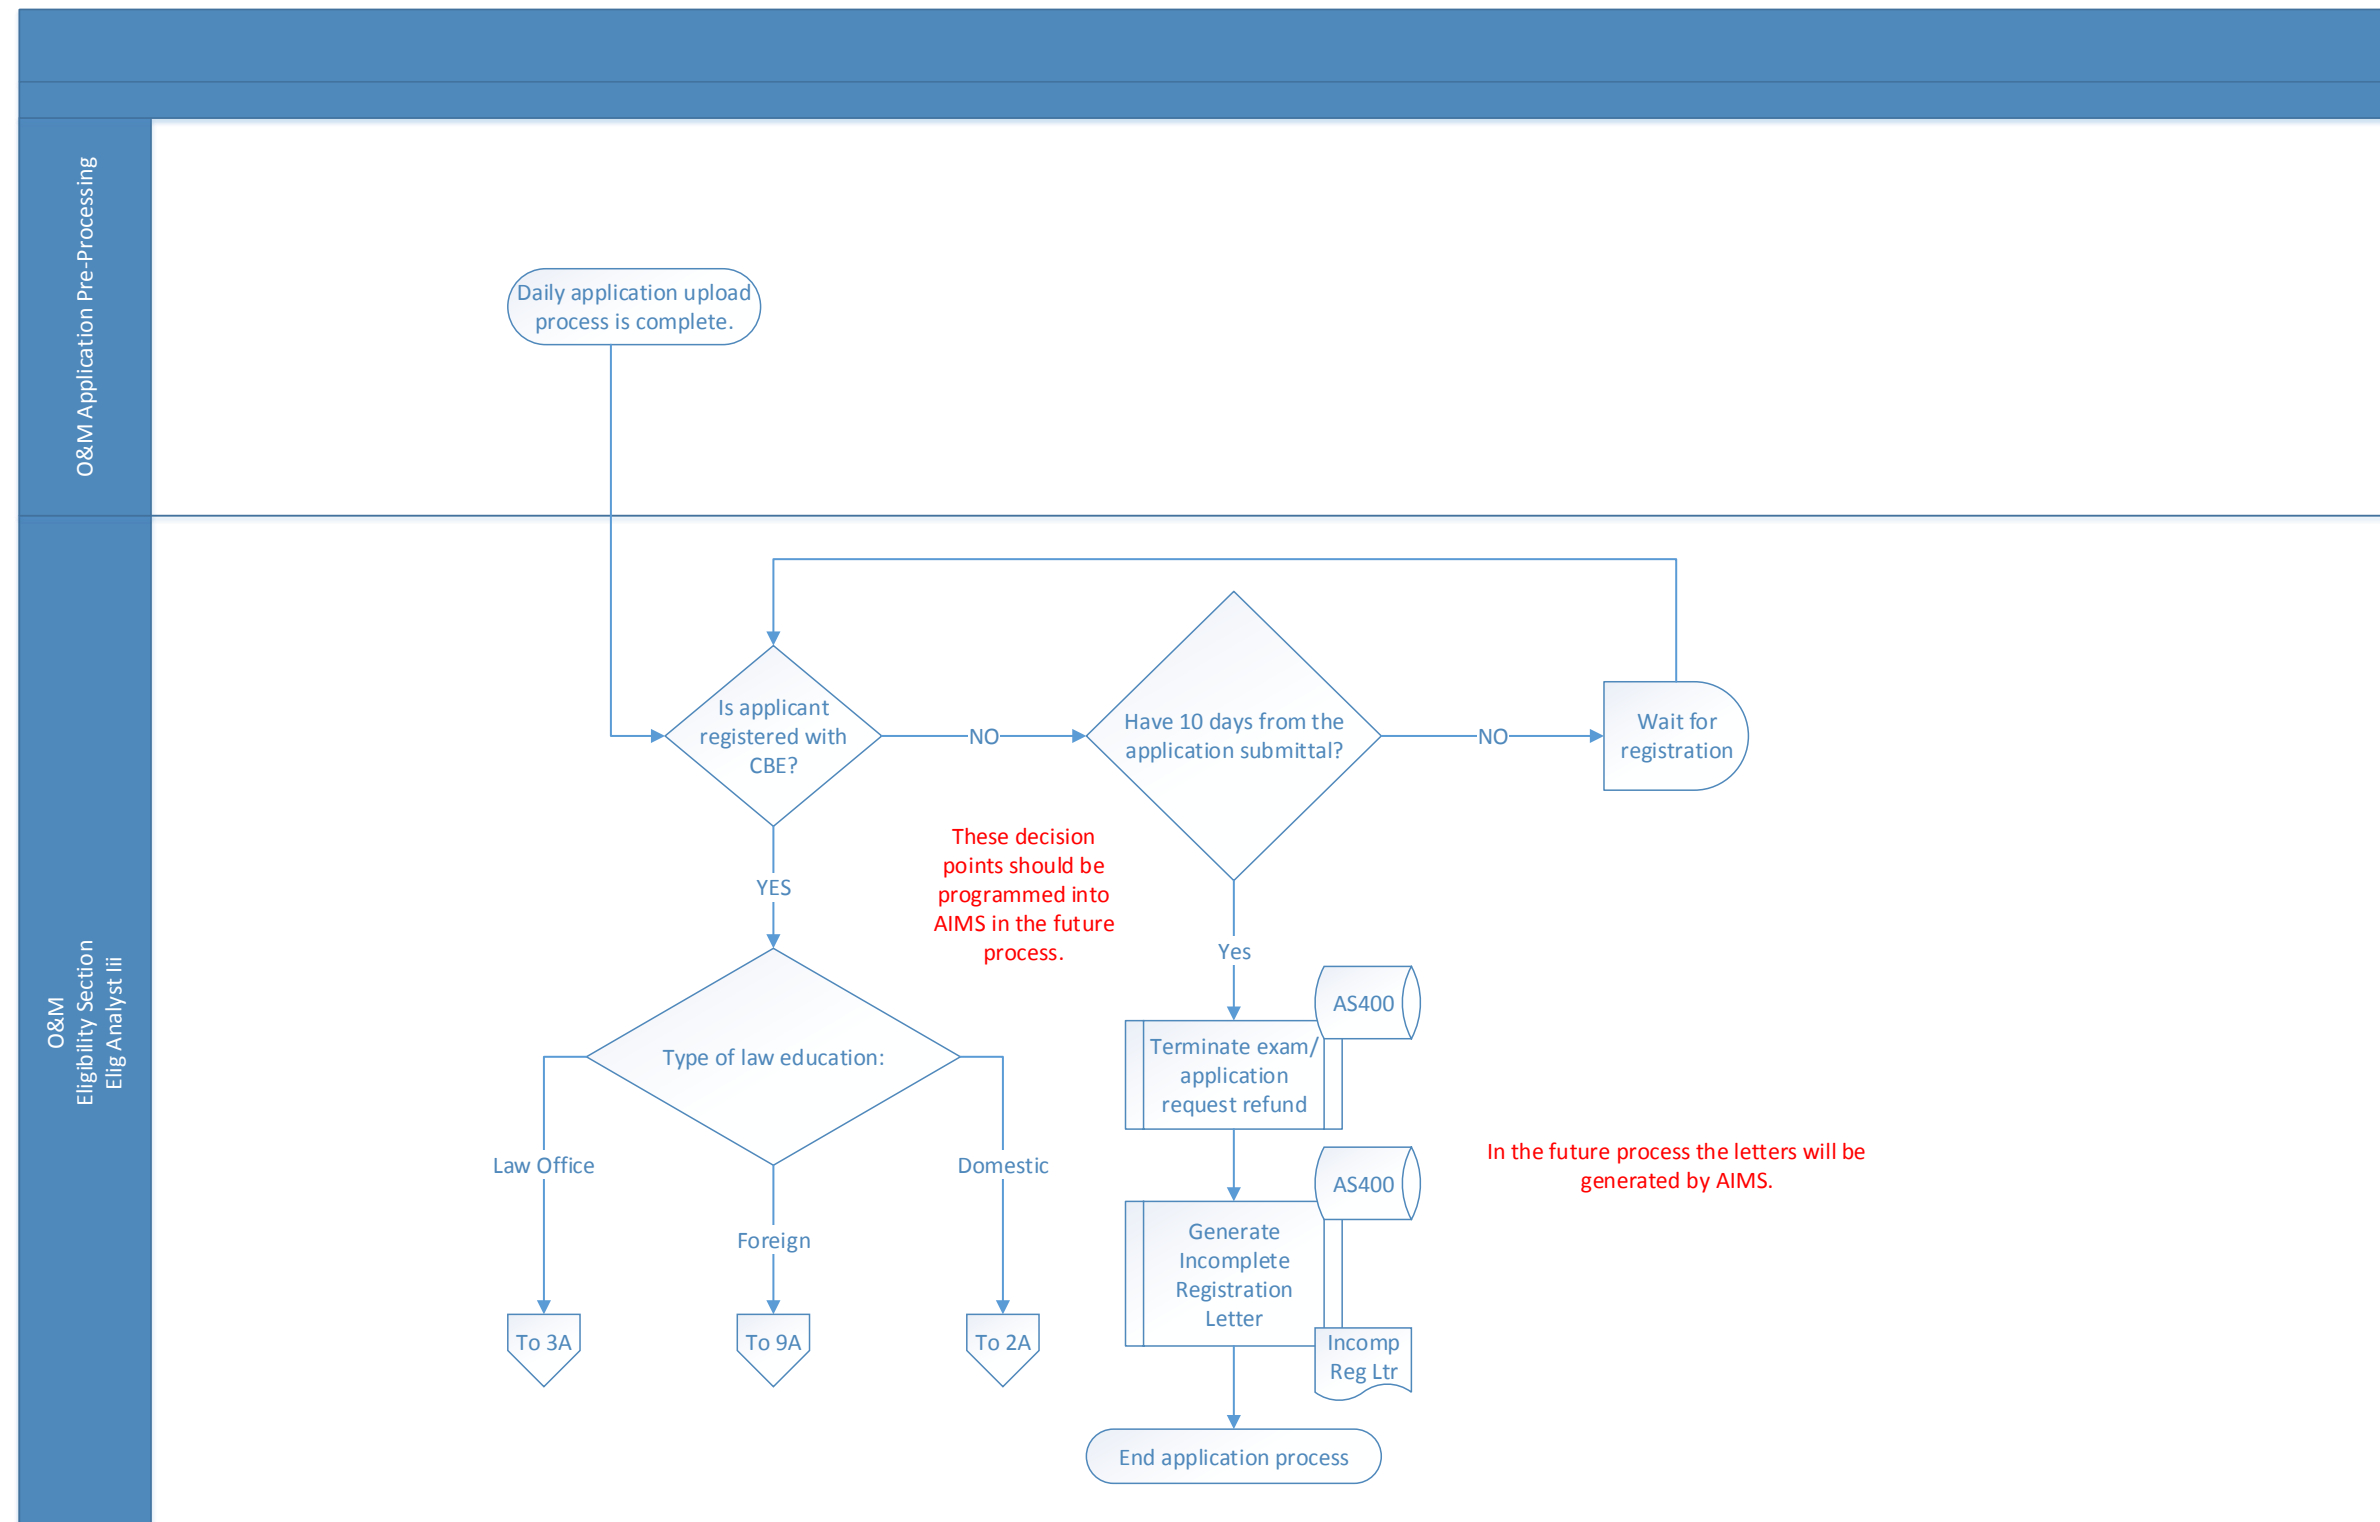 O&M Application Pre-Processing
Daily application upload
process is complete.
O&M
Eligibility Section
Elig Analyst Iii
Is applicant
registered with
CBE?
NO
Have 10 days from the
application submittal?
NO
Wait for
registration
YES
These decision
points should be
programmed into
AIMS in the future
process.
Yes
Type of law education:
Law Office
Foreign
Domestic
To 3A
To 9A
To 2A
AS400
Terminate exam/
application
request refund
AS400
Generate
Incomplete
Registration
Letter
Incomp
Reg Ltr
In the future process the letters will be
generated by AIMS.
End application process